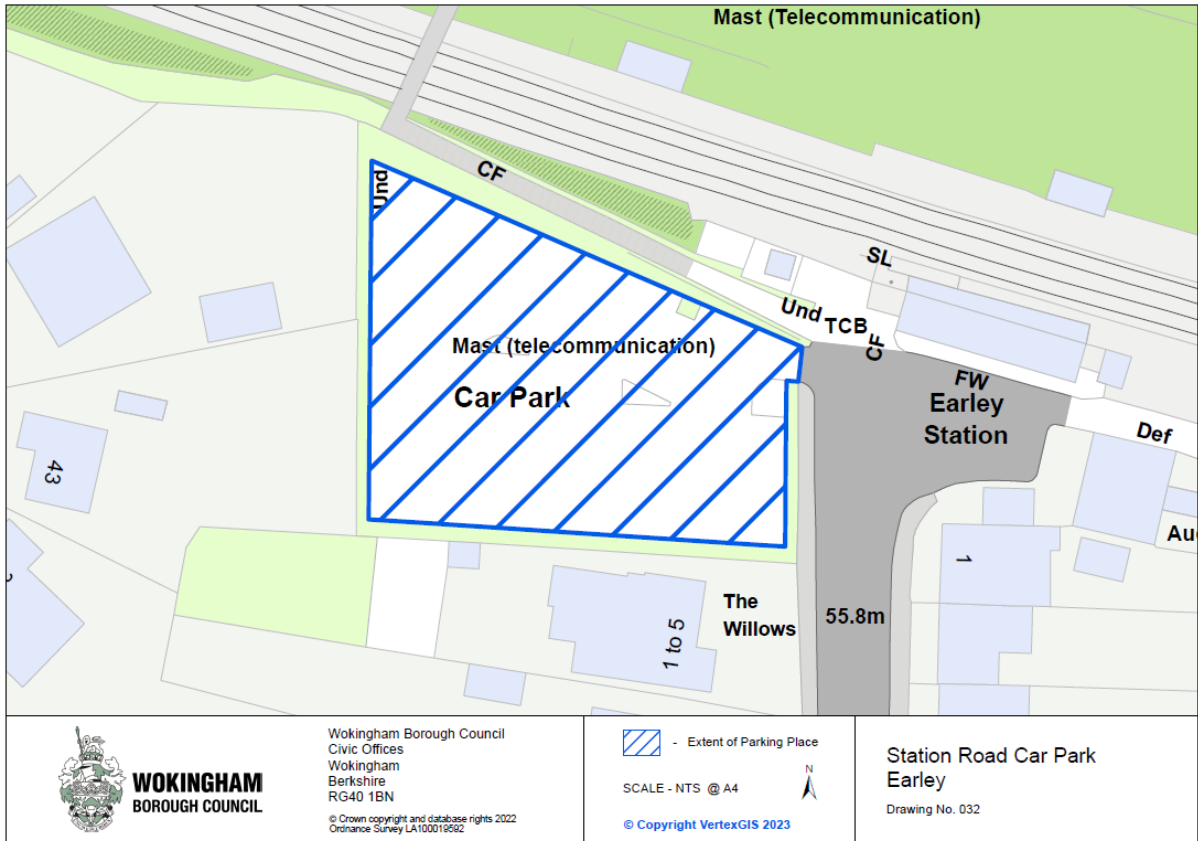 Mast (Telecommunication)
CF
Und
SL
Und
TCB
CF
Mast (telecommunication)
Car Park
FW
Earley
Station
Def
43
Au
1
The
Willows
55.8m
1 to 5
WOKINGHAM
BOROUGH COUNCIL
Wokingham Borough Council
Civic Offices
Wokingham
Berkshire
RG40 1BN
© Crown copyright and database rights 2022
Ordnance Survey LA100019592
- Extent of Parking Place
SCALE - NTS @ A4
N
© Copyright VertexGIS 2023
Station Road Car Park
Earley
Drawing No. 032